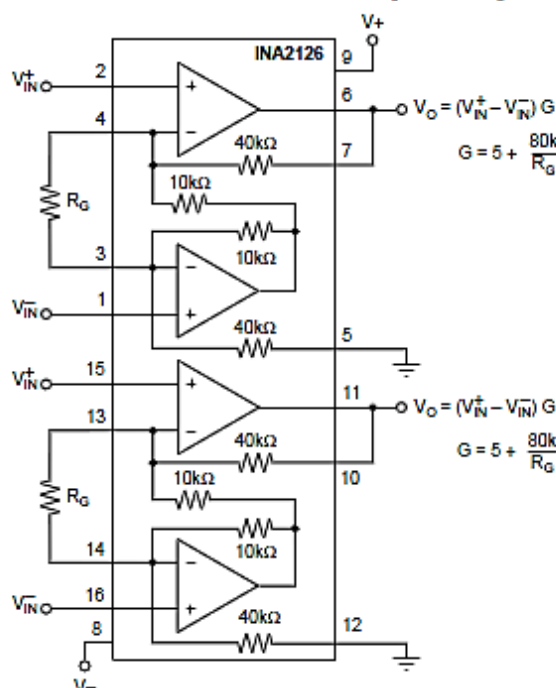 V+
INA2126
9
V+IN
2
6
VO = (V+IN – V–IN) G
4
40kΩ
7
G = 5 + 80k
RG
10kΩ
RG
10kΩ
3
V–IN
1
40kΩ
5
V+IN
15
11
VO = (V+IN – V–IN) G
13
40kΩ
10
G = 5 + 80k
RG
10kΩ
RG
10kΩ
14
V–IN
16
40kΩ
12
8